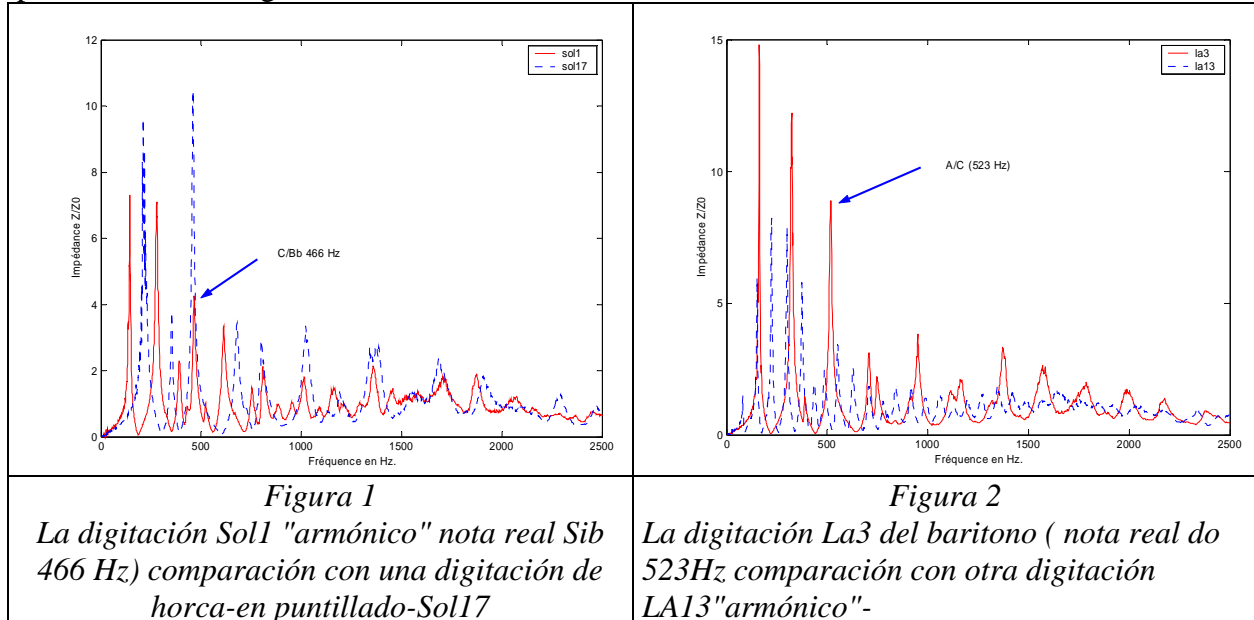 12
10
8
6
4
2
0
0
500
1000
1500
2000
2500
Impédance Z/Z0
Fréquence en Hz.
sol1
sol17
C/Bb 466 Hz
15
10
5
0
0
500
1000
1500
2000
2500
Impédance Z/Z0
Fréquence en Hz.
la3
la13
A/C (523 Hz)
Figura 1
La digitación Sol1 "armónico" nota real Sib
466 Hz) comparación con una digitación de
horca-en puntillado-Sol17
Figura 2
La digitación La3 del baritono ( nota real do
523Hz comparación con otra digitación
LA13"armónico"-